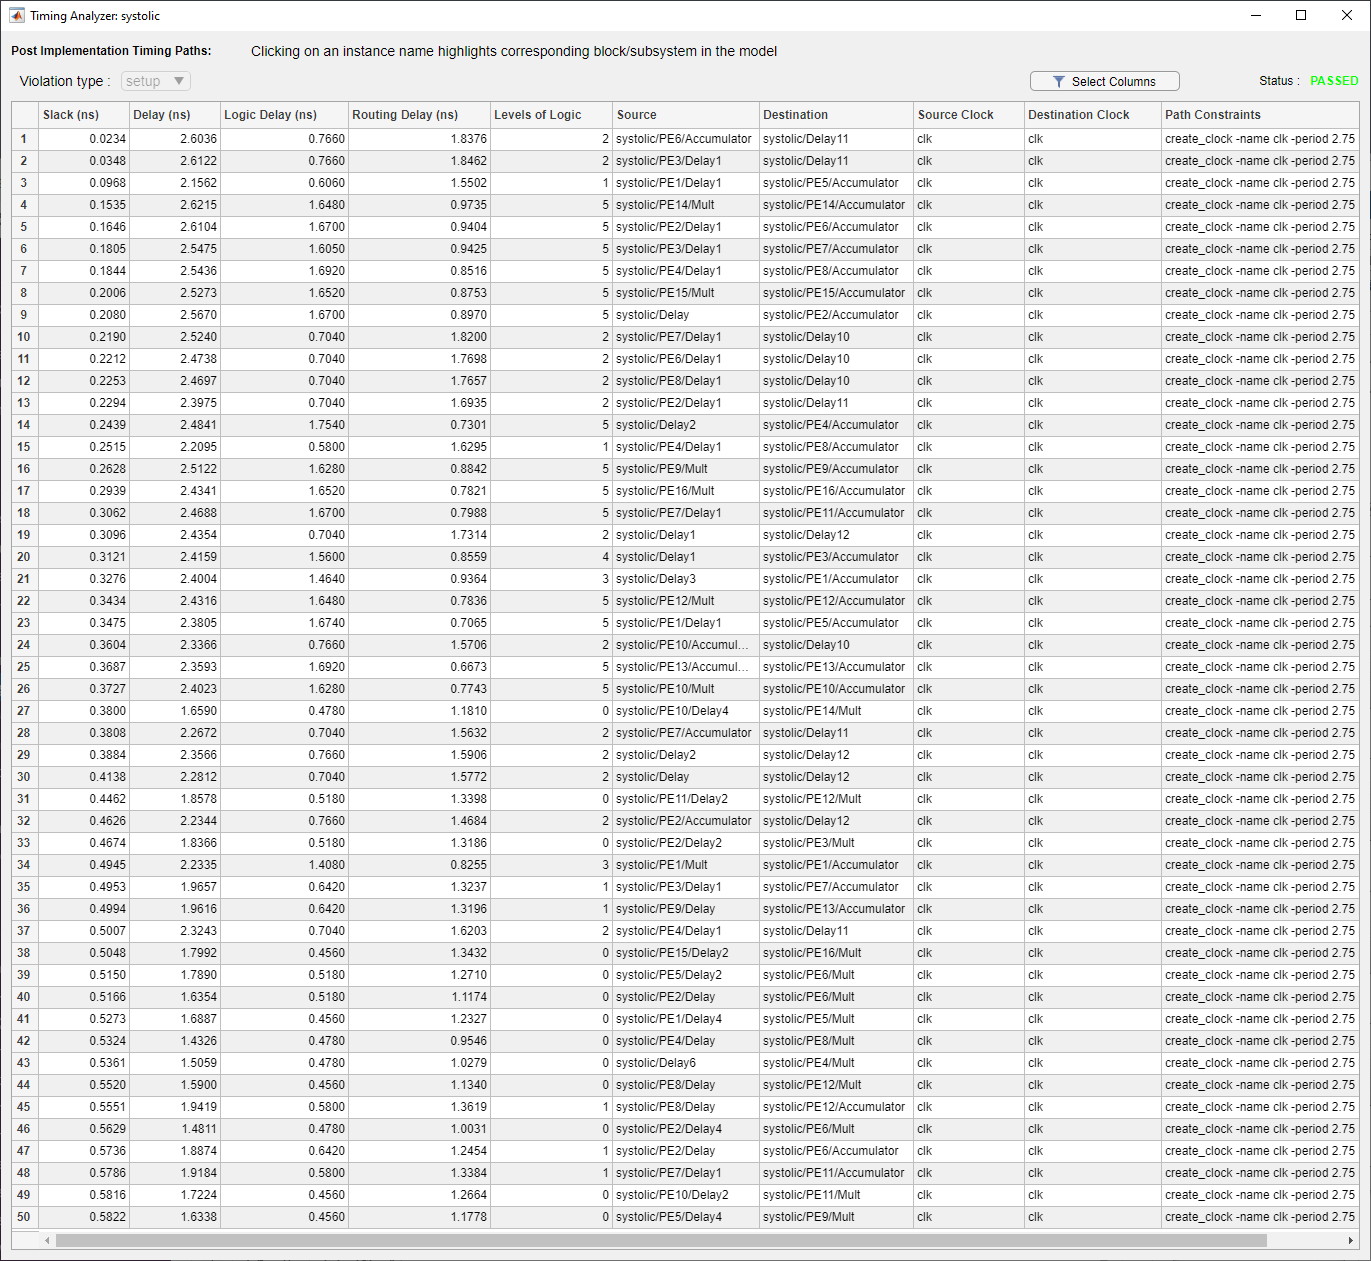 Timing Analyzer: systolic
Post Implementation Timing Paths: Clicking on an instance name highlights corresponding block/subsystem in the model
Violation type : setup Select Columns Status : PASSED
Slack (ns) Delay (ns) Logic Delay (ns) Routing Delay (ns) Levels of Logic Source Destination Source Clock Destination Clock Path Constraints
1 0.0234 2.6036 0.7660 1.8376 2 systolic/PE6/Accumulator systolic/Delay11 clk clk create_clock -name clk -period 2.75
2 0.0348 2.6122 0.7660 1.8462 2 systolic/PE3/Delay1 systolic/Delay11 clk clk create_clock -name clk -period 2.75
3 0.0968 2.1562 0.6060 1.5502 1 systolic/PE1/Delay1 systolic/PE5/Accumulator clk clk create_clock -name clk -period 2.75
4 0.1535 2.6215 1.6480 0.9735 5 systolic/PE14/Mult systolic/PE14/Accumulator clk clk create_clock -name clk -period 2.75
5 0.1646 2.6104 1.6700 0.9404 5 systolic/PE2/Delay1 systolic/PE6/Accumulator clk clk create_clock -name clk -period 2.75
6 0.1805 2.5475 1.6050 0.9425 5 systolic/PE3/Delay1 systolic/PE7/Accumulator clk clk create_clock -name clk -period 2.75
7 0.1844 2.5436 1.6920 0.8516 5 systolic/PE4/Delay1 systolic/PE8/Accumulator clk clk create_clock -name clk -period 2.75
8 0.2006 2.5273 1.6520 0.8753 5 systolic/PE15/Mult systolic/PE15/Accumulator clk clk create_clock -name clk -period 2.75
9 0.2080 2.5670 1.6700 0.8970 5 systolic/Delay systolic/PE2/Accumulator clk clk create_clock -name clk -period 2.75
10 0.2190 2.5240 0.7040 1.8200 2 systolic/PE7/Delay1 systolic/Delay10 clk clk create_clock -name clk -period 2.75
11 0.2212 2.4738 0.7040 1.7698 2 systolic/PE6/Delay1 systolic/Delay10 clk clk create_clock -name clk -period 2.75
12 0.2253 2.4697 0.7040 1.7657 2 systolic/PE8/Delay1 systolic/Delay10 clk clk create_clock -name clk -period 2.75
13 0.2294 2.3975 0.7040 1.6935 2 systolic/PE2/Delay1 systolic/Delay11 clk clk create_clock -name clk -period 2.75
14 0.2439 2.4841 1.7540 0.7301 5 systolic/Delay2 systolic/PE4/Accumulator clk clk create_clock -name clk -period 2.75
15 0.2515 2.2095 0.5800 1.6295 1 systolic/PE4/Delay1 systolic/PE8/Accumulator clk clk create_clock -name clk -period 2.75
16 0.2628 2.5122 1.6280 0.8842 5 systolic/PE9/Mult systolic/PE9/Accumulator clk clk create_clock -name clk -period 2.75
17 0.2939 2.4341 1.6520 0.7821 5 systolic/PE16/Mult systolic/PE16/Accumulator clk clk create_clock -name clk -period 2.75
18 0.3062 2.4688 1.6700 0.7988 5 systolic/PE7/Delay1 systolic/PE11/Accumulator clk clk create_clock -name clk -period 2.75
19 0.3096 2.4354 0.7040 1.7314 2 systolic/Delay1 systolic/Delay12 clk clk create_clock -name clk -period 2.75
20 0.3121 2.4159 1.5600 0.8559 4 systolic/Delay1 systolic/PE3/Accumulator clk clk create_clock -name clk -period 2.75
21 0.3276 2.4004 1.4640 0.9364 3 systolic/Delay3 systolic/PE1/Accumulator clk clk create_clock -name clk -period 2.75
22 0.3434 2.4316 1.6480 0.7836 5 systolic/PE12/Mult systolic/PE12/Accumulator clk clk create_clock -name clk -period 2.75
23 0.3475 2.3805 1.6740 0.7065 5 systolic/PE1/Delay1 systolic/PE5/Accumulator clk clk create_clock -name clk -period 2.75
24 0.3604 2.3366 0.7660 1.5706 2 systolic/PE10/Accumul... systolic/Delay10 clk clk create_clock -name clk -period 2.75
25 0.3687 2.3593 1.6920 0.6673 5 systolic/PE13/Accumul... systolic/PE13/Accumulator clk clk create_clock -name clk -period 2.75
26 0.3727 2.4023 1.6280 0.7743 5 systolic/PE10/Mult systolic/PE10/Accumulator clk clk create_clock -name clk -period 2.75
27 0.3800 1.6590 0.4780 1.1810 0 systolic/PE10/Delay4 systolic/PE14/Mult clk clk create_clock -name clk -period 2.75
28 0.3808 2.2672 0.7040 1.5632 2 systolic/PE7/Accumulator systolic/Delay11 clk clk create_clock -name clk -period 2.75
29 0.3884 2.3566 0.7660 1.5906 2 systolic/Delay2 systolic/Delay12 clk clk create_clock -name clk -period 2.75
30 0.4138 2.2812 0.7040 1.5772 2 systolic/Delay systolic/Delay12 clk clk create_clock -name clk -period 2.75
31 0.4462 1.8578 0.5180 1.3398 0 systolic/PE11/Delay2 systolic/PE12/Mult clk clk create_clock -name clk -period 2.75
32 0.4626 2.2344 0.7660 1.4684 2 systolic/PE2/Accumulator systolic/Delay12 clk clk create_clock -name clk -period 2.75
33 0.4674 1.8366 0.5180 1.3186 0 systolic/PE2/Delay2 systolic/PE3/Mult clk clk create_clock -name clk -period 2.75
34 0.4945 2.2335 1.4080 0.8255 3 systolic/PE1/Mult systolic/PE1/Accumulator clk clk create_clock -name clk -period 2.75
35 0.4953 1.9657 0.6420 1.3237 1 systolic/PE3/Delay1 systolic/PE7/Accumulator clk clk create_clock -name clk -period 2.75
36 0.4994 1.9616 0.6420 1.3196 1 systolic/PE9/Delay systolic/PE13/Accumulator clk clk create_clock -name clk -period 2.75
37 0.5007 2.3243 0.7040 1.6203 2 systolic/PE4/Delay1 systolic/Delay11 clk clk create_clock -name clk -period 2.75
38 0.5048 1.7992 0.4560 1.3432 0 systolic/PE15/Delay2 systolic/PE16/Mult clk clk create_clock -name clk -period 2.75
39 0.5150 1.7890 0.5180 1.2710 0 systolic/PE5/Delay2 systolic/PE6/Mult clk clk create_clock -name clk -period 2.75
40 0.5166 1.6354 0.5180 1.1174 0 systolic/PE2/Delay systolic/PE6/Mult clk clk create_clock -name clk -period 2.75
41 0.5273 1.6887 0.4560 1.2327 0 systolic/PE1/Delay4 systolic/PE5/Mult clk clk create_clock -name clk -period 2.75
42 0.5324 1.4326 0.4780 0.9546 0 systolic/PE4/Delay systolic/PE8/Mult clk clk create_clock -name clk -period 2.75
43 0.5361 1.5059 0.4780 1.0279 0 systolic/Delay6 systolic/PE4/Mult clk clk create_clock -name clk -period 2.75
44 0.5520 1.5900 0.4560 1.1340 0 systolic/PE8/Delay systolic/PE12/Mult clk clk create_clock -name clk -period 2.75
45 0.5551 1.9419 0.5800 1.3619 1 systolic/PE8/Delay systolic/PE12/Accumulator clk clk create_clock -name clk -period 2.75
46 0.5629 1.4811 0.4780 1.0031 0 systolic/PE2/Delay4 systolic/PE6/Mult clk clk create_clock -name clk -period 2.75
47 0.5736 1.8874 0.6420 1.2454 1 systolic/PE2/Delay systolic/PE6/Accumulator clk clk create_clock -name clk -period 2.75
48 0.5786 1.9184 0.5800 1.3384 1 systolic/PE7/Delay1 systolic/PE11/Accumulator clk clk create_clock -name clk -period 2.75
49 0.5816 1.7224 0.4560 1.2664 0 systolic/PE10/Delay2 systolic/PE11/Mult clk clk create_clock -name clk -period 2.75
50 0.5822 1.6338 0.4560 1.1778 0 systolic/PE5/Delay4 systolic/PE9/Mult clk clk create_clock -name clk -period 2.75